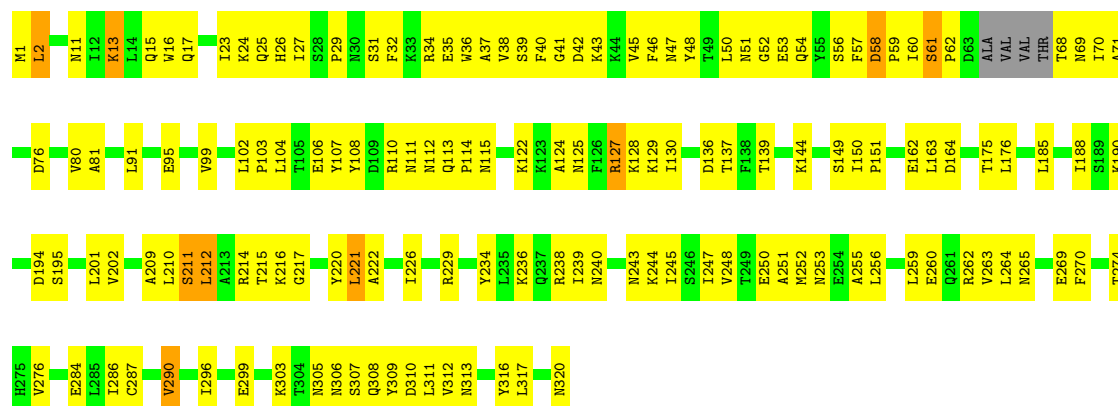 M1 L2 N11 I12 K13 L14 Q15 W16 Q17 I23 K24 Q25 H26 I27 S28 P29 N30 S31 F32 K33 R34 E35 W36 A37 V38 S39 F40 G41 D42 K43 K44 V45 F46 N47 Y48 T49 L50 N51 G52 E53 Q54 Y55 S56 F57 D58 P59 I60 S61 P62 D63 ALA VAL VAL THR T68 N69 I70 A71
D76 V80 A81 L91 E95 V99 L102 P103 L104 T105 E106 Y107 Y108 D109 R110 N111 N112 Q113 P114 N115 K122 K123 A124 N125 F126 R127 K128 K129 I130 D136 T137 F138 T139 K144 S149 I150 P151 E162 L163 D164 T175 L176 L185 I188 S189 K190
D194 S195 L201 V202 A209 L210 S211 L212 A213 R214 T215 K216 G217 Y220 L221 A222 I226 R229 Y234 L235 K236 Q237 R238 I239 N240 N243 K244 I245 S246 I247 V248 T249 E250 A251 M252 N253 E254 A255 L256 L259 E260 Q261 R262 V263 L264 N265 E269 F270 T274
H275 V276 E284 L285 I286 C287 V290 I296 E299 K303 T304 N305 N306 S307 Q308 Y309 D310 L311 V312 N313 Y316 L317 N320